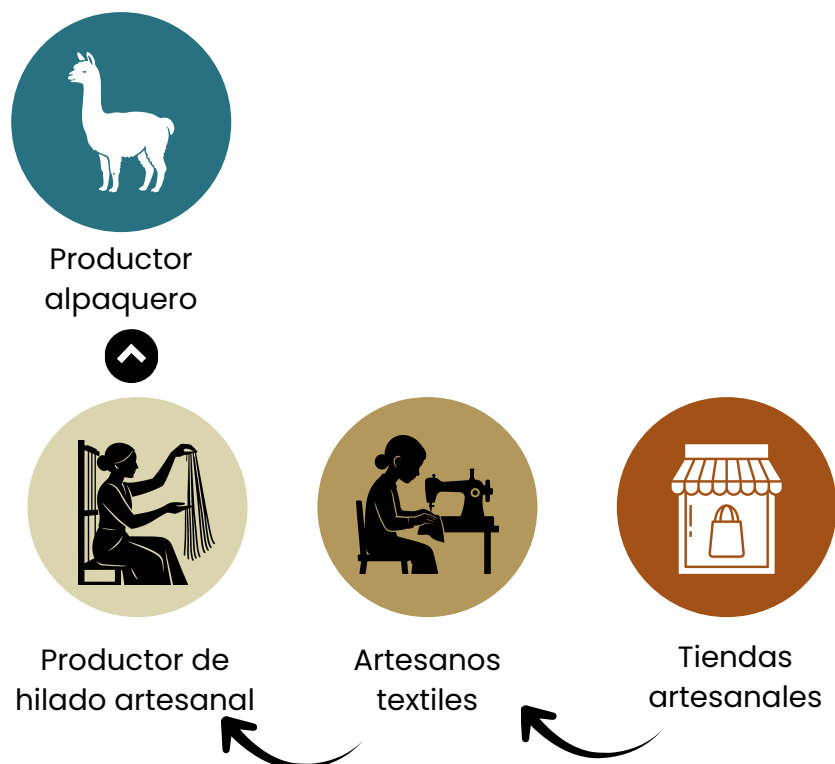 Productor
alpaquero
Productor de
hilado artesanal
Artesanos
textiles
Tiendas
artesanales